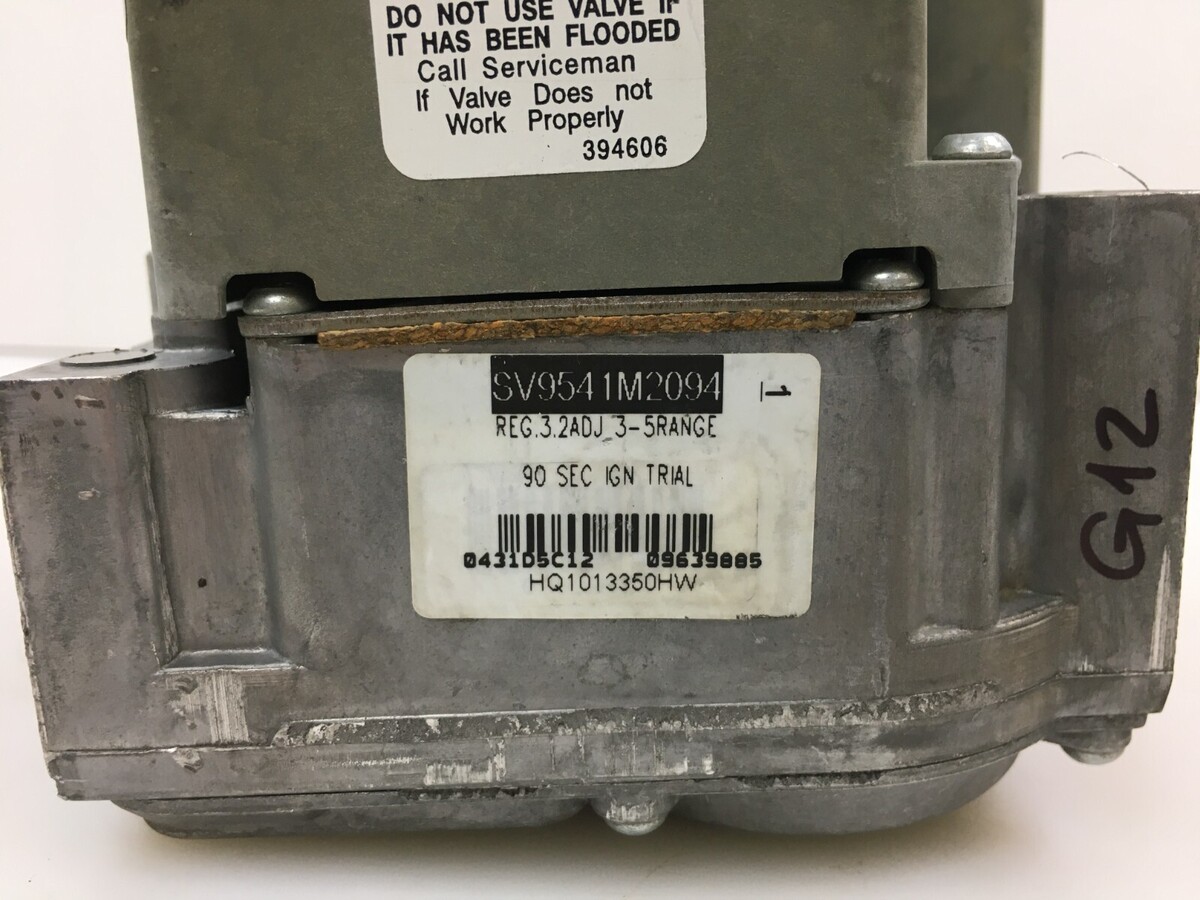 DO NOT USE VALVE IF
IT HAS BEEN FLOODED
Call Serviceman
If Valve Does not
Work Properly
394606
SV9541M2094
1
REG.3.2ADJ 3-5RANGE
90 SEC IGN TRIAL
0431D5C12 09639885
HQ1013350HW
G12